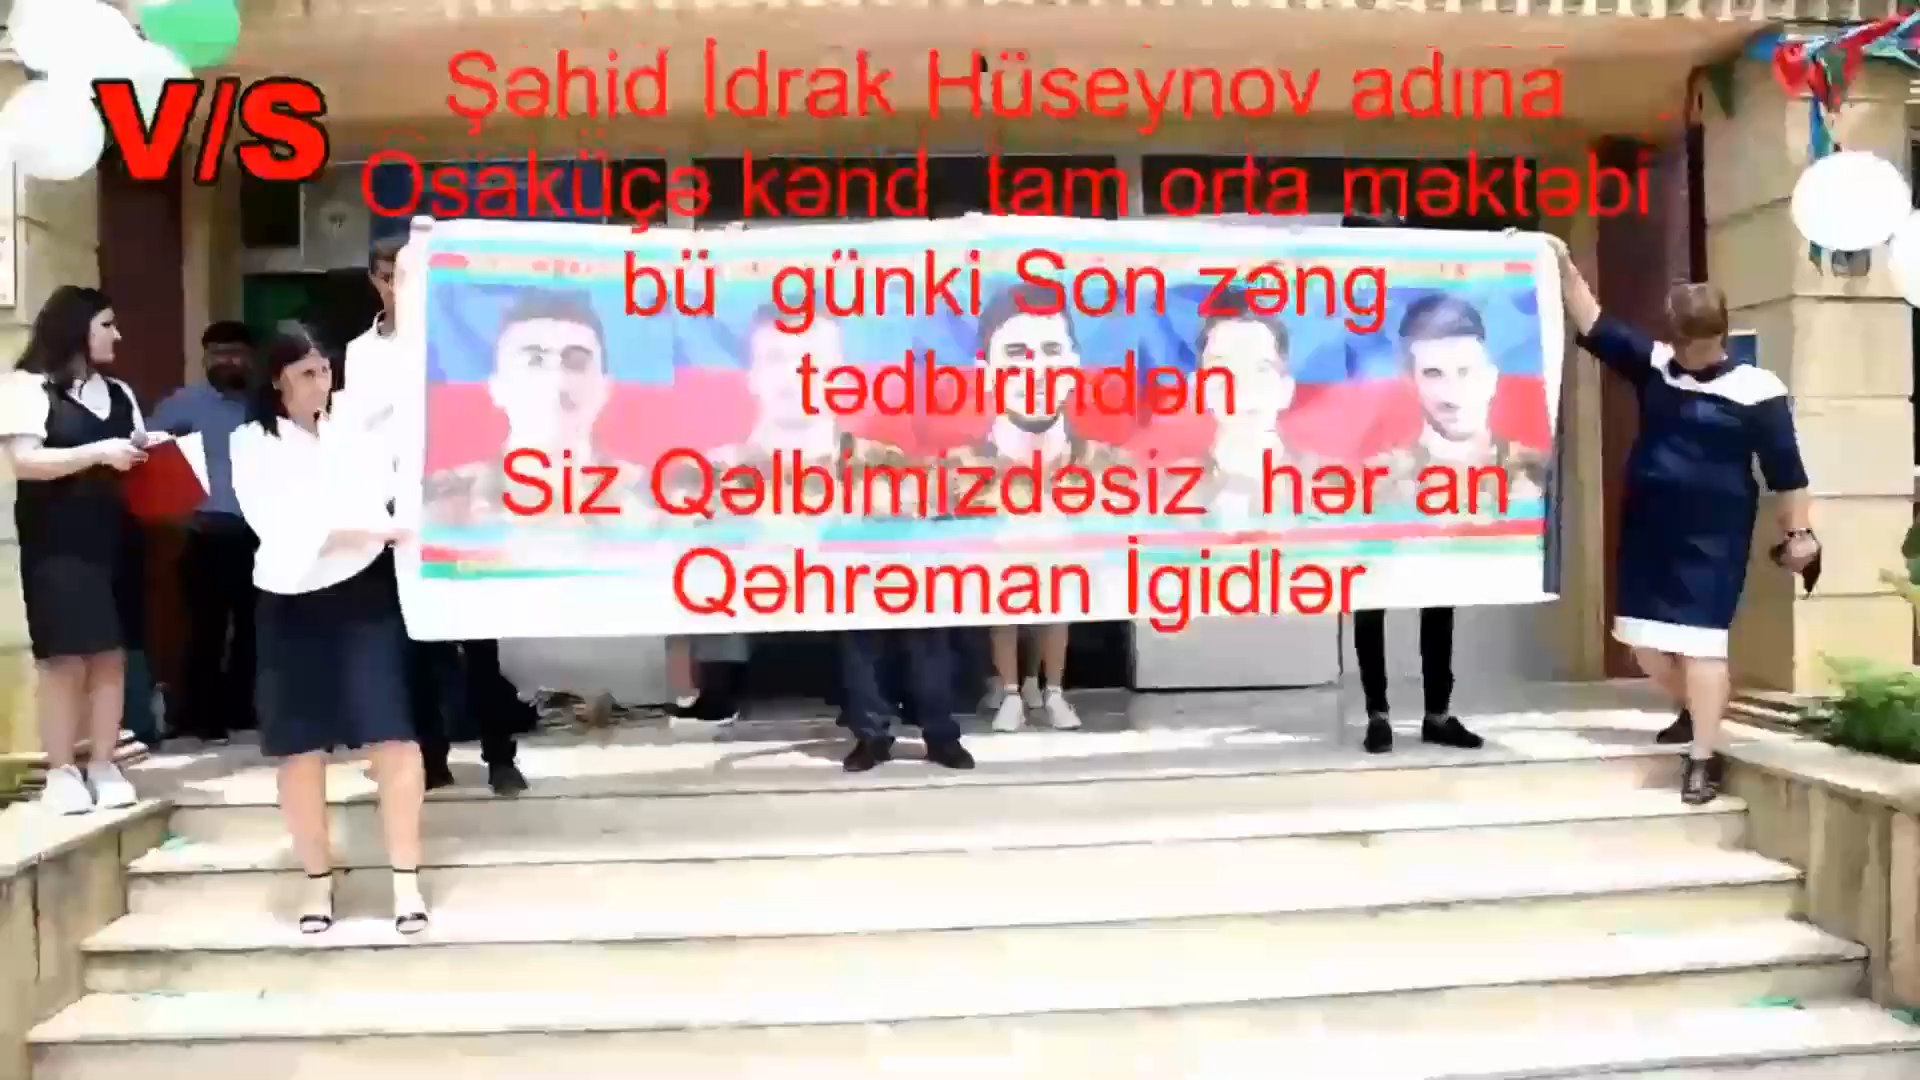 V/S
Şəhid İdrak Hüseynov adına
Osaküçə kənd tam orta məktəbi
bü günki Son zəng
tədbirindən
Siz Qəlbimizdəsiz hər an
Qəhrəman İgidlər